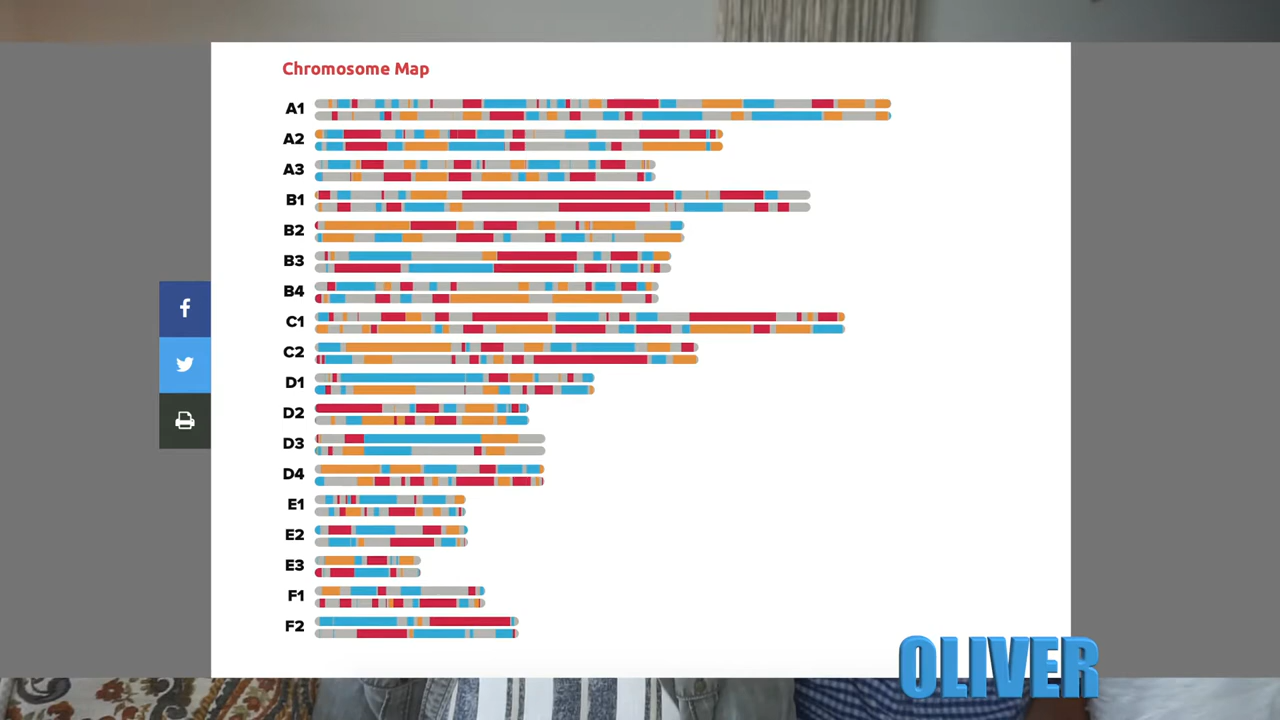 Chromosome Map
A1
A2
A3
B1
B2
B3
B4
C1
C2
D1
D2
D3
D4
E1
E2
E3
F1
F2
OLIVER